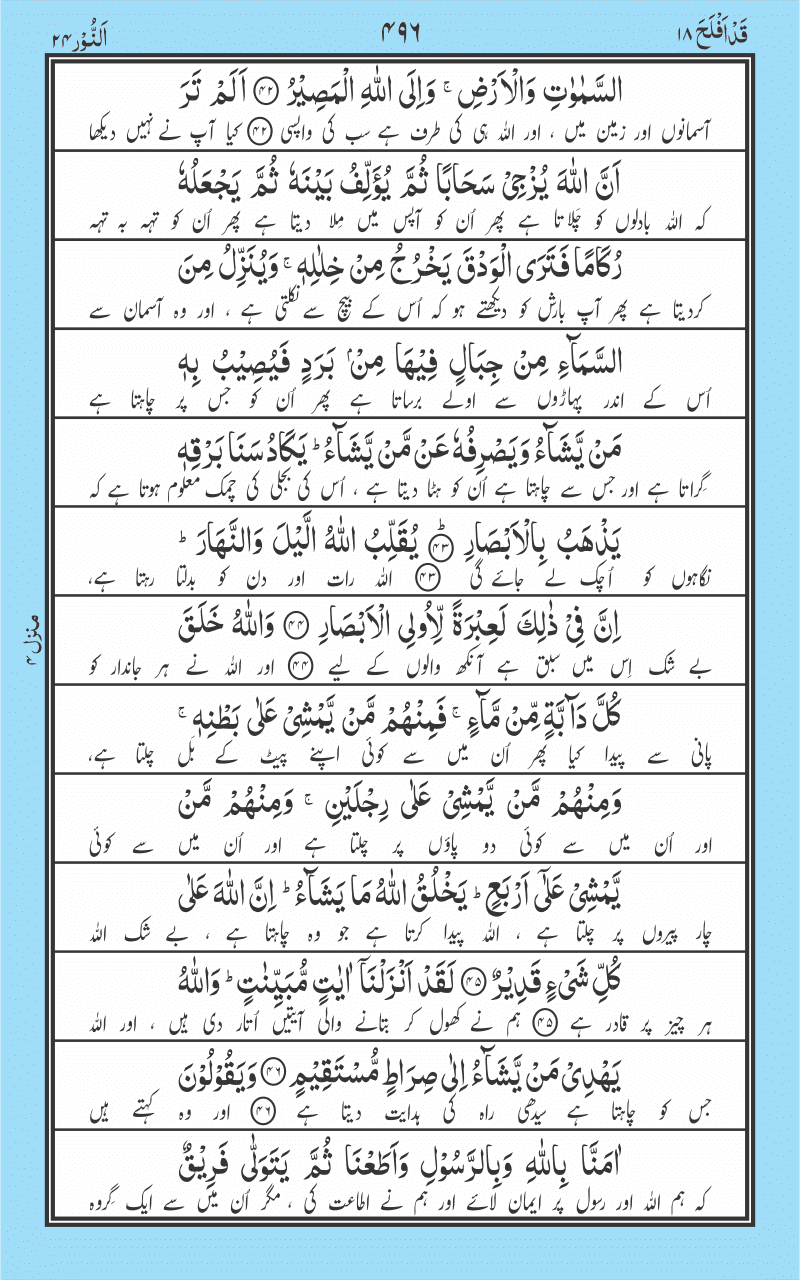 قَدْ اَفْلَحَ ۱۸
۴۹۶
اَلنُّوْر ۲۴
السَّمٰوٰتِ وَالْاَرْضِ ۚ وَاِلَى اللّٰهِ الْمَصِيْرُ ﴿۴۲﴾ اَلَمْ تَرَ
آسمانوں اور زمین میں ، اور اللہ ہی کی طرف ہے سب کی واپسی ﴿۴۲﴾ کیا آپ نے نہیں دیکھا
اَنَّ اللّٰهَ يُزْجِيْ سَحَابًا ثُمَّ يُؤَلِّفُ بَيْنَهٗ ثُمَّ يَجْعَلُهٗ
کہ اللہ بادلوں کو چَلاتا ہے پھر اُن کو آپس میں مِلا دیتا ہے پھر اُن کو تہہ بہ تہہ
رُكَامًا فَتَرَى الْوَدْقَ يَخْرُجُ مِنْ خِلٰلِهٖ ۚ وَيُنَزِّلُ مِنَ
کردیتا ہے پھر آپ بارش کو دیکھتے ہو کہ اُس کے بیچ سے نکلتی ہے ، اور وہ آسمان سے
السَّمَآءِ مِنْ جِبَالٍ فِيْهَا مِنْۢ بَرَدٍ فَيُصِيْبُ بِهٖ
اُس کے اندر پہاڑوں سے اولے برساتا ہے پھر اُن کو جس پر چاہتا ہے
مَنْ يَّشَآءُ وَيَصْرِفُهٗ عَنْ مَّنْ يَّشَآءُ ؕ يَكَادُ سَنَا بَرْقِهٖ
گِراتا ہے اور جس سے چاہتا ہے اُن کو ہٹا دیتا ہے ، اُس کی بجلی کی چمک معلوم ہوتا ہے کہ
يَذْهَبُ بِالْاَبْصَارِ ؕ﴿۴۳﴾ يُقَلِّبُ اللّٰهُ الَّيْلَ وَالنَّهَارَ ؕ
نگاہوں کو اُچک لے جائے گی ﴿۴۳﴾ اللہ رات اور دن کو بدلتا رہتا ہے،
اِنَّ فِيْ ذٰلِكَ لَعِبْرَةً لِّاُولِي الْاَبْصَارِ ﴿۴۴﴾ وَاللّٰهُ خَلَقَ
بے شک اِس میں سبق ہے آنکھ والوں کے لیے ﴿۴۴﴾ اور اللہ نے ہر جاندار کو
كُلَّ دَآبَّةٍ مِّنْ مَّآءٍ ۚ فَمِنْهُمْ مَّنْ يَّمْشِيْ عَلٰى بَطْنِهٖ ۚ
پانی سے پیدا کیا پھر اُن میں سے کوئی اپنے پیٹ کے بَل چلتا ہے،
وَمِنْهُمْ مَّنْ يَّمْشِيْ عَلٰى رِجْلَيْنِ ۚ وَمِنْهُمْ مَّنْ
اور اُن میں سے کوئی دو پاؤں پر چلتا ہے اور اُن میں سے کوئی
يَّمْشِيْ عَلٰٓى اَرْبَعٍ ؕ يَخْلُقُ اللّٰهُ مَا يَشَآءُ ؕ اِنَّ اللّٰهَ عَلٰى
چار پیروں پر چلتا ہے ، اللہ پیدا کرتا ہے جو وہ چاہتا ہے ، بے شک اللہ
كُلِّ شَيْءٍ قَدِيْرٌ ﴿۴۵﴾ لَقَدْ اَنْزَلْنَآ اٰيٰتٍ مُّبَيِّنٰتٍ ؕ وَاللّٰهُ
ہر چیز پر قادر ہے ﴿۴۵﴾ ہم نے کھول کر بتانے والی آیتیں اُتار دی ہیں ، اور اللہ
يَهْدِيْ مَنْ يَّشَآءُ اِلٰى صِرَاطٍ مُّسْتَقِيْمٍ ﴿۴۶﴾ وَيَقُوْلُوْنَ
جس کو چاہتا ہے سیدھی راہ کی ہدایت دیتا ہے ﴿۴۶﴾ اور وہ کہتے ہیں
اٰمَنَّا بِاللّٰهِ وَبِالرَّسُوْلِ وَاَطَعْنَا ثُمَّ يَتَوَلّٰى فَرِيْقٌ
کہ ہم اللہ اور رسول پر ایمان لائے اور ہم نے اطاعت کی ، مگر اُن میں سے ایک گروہ
منزل ۴